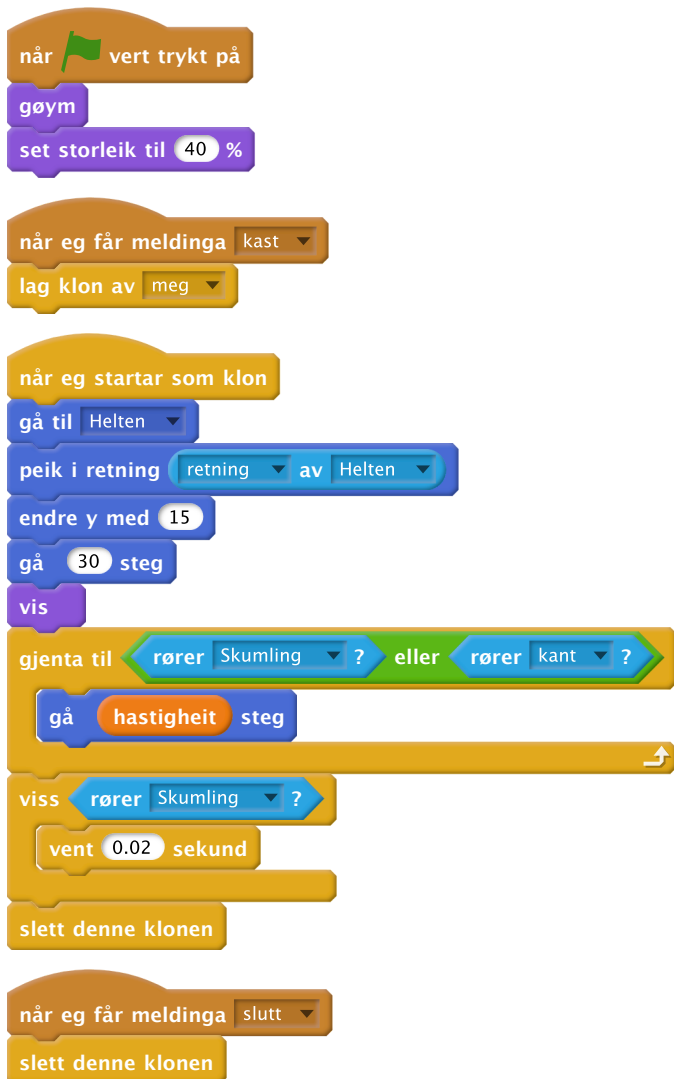 når vert trykt på
gøym
set storleik til 40 %
når eg får meldinga kast
lag klon av meg
når eg startar som klon
gå til Helten
peik i retning retning av Helten
endre y med 15
gå 30 steg
vis
gjenta til rører Skumling ? eller rører kant ?
gå hastigheit steg
viss rører Skumling ?
vent 0.02 sekund
slett denne klonen
når eg får meldinga slutt
slett denne klonen